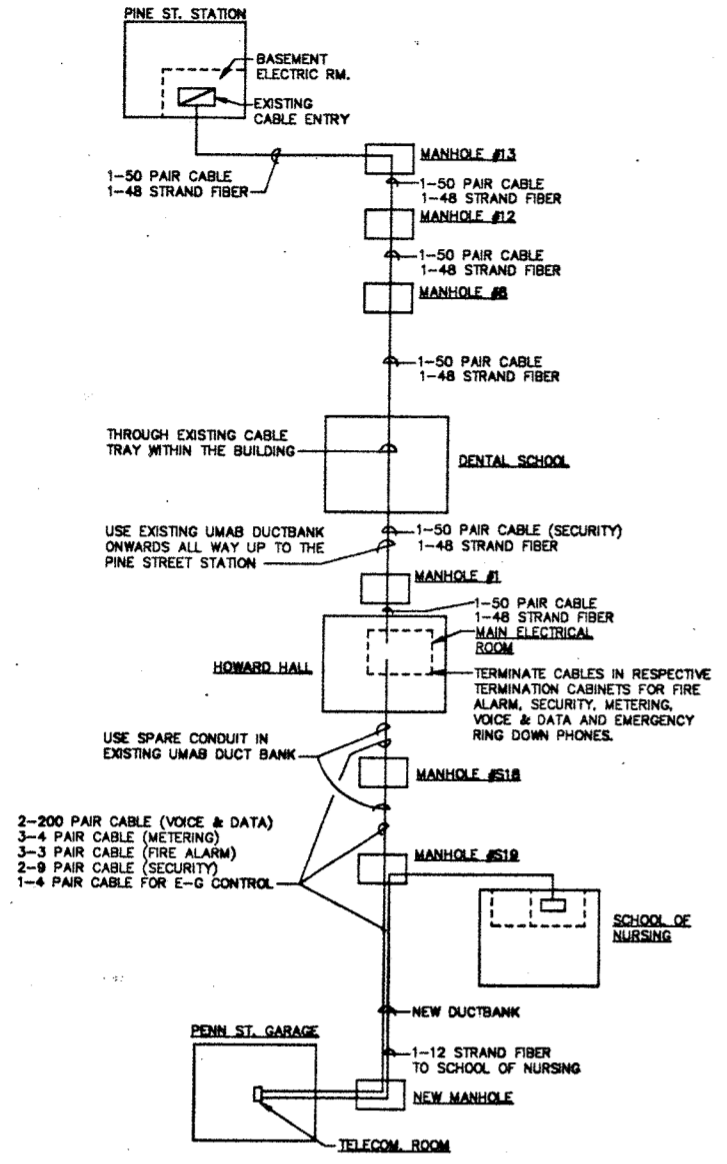 PINE ST. STATION
BASEMENT
ELECTRIC RM.
EXISTING
CABLE ENTRY
1-50 PAIR CABLE
1-48 STRAND FIBER
MANHOLE #13
1-50 PAIR CABLE
1-48 STRAND FIBER
MANHOLE #12
1-50 PAIR CABLE
1-48 STRAND FIBER
MANHOLE
1-50 PAIR CABLE
1-48 STRAND FIBER
THROUGH EXISTING CABLE
TRAY WITHIN THE BUILDING
DENTAL SCHOOL
USE EXISTING UMAB DUCTBANK
ONWARDS ALL WAY UP TO THE
PINE STREET STATION
1-50 PAIR CABLE (SECURITY)
1-48 STRAND FIBER
MANHOLE #1
1-50 PAIR CABLE
1-48 STRAND FIBER
MAIN ELECTRICAL
ROOM
HOWARD HALL
TERMINATE CABLES IN RESPECTIVE
TERMINATION CABINETS FOR FIRE
ALARM, SECURITY, METERING,
VOICE & DATA AND EMERGENCY
RING DOWN PHONES.
USE SPARE CONDUIT IN
EXISTING UMAB DUCT BANK
MANHOLE #S18
2-200 PAIR CABLE (VOICE & DATA)
3-4 PAIR CABLE (METERING)
3-3 PAIR CABLE (FIRE ALARM)
2-9 PAIR CABLE (SECURITY)
1-4 PAIR CABLE FOR E-G CONTROL
MANHOLE #S19
SCHOOL OF
NURSING
NEW DUCTBANK
PENN ST. GARAGE
1-12 STRAND FIBER
TO SCHOOL OF NURSING
NEW MANHOLE
TELECOM. ROOM